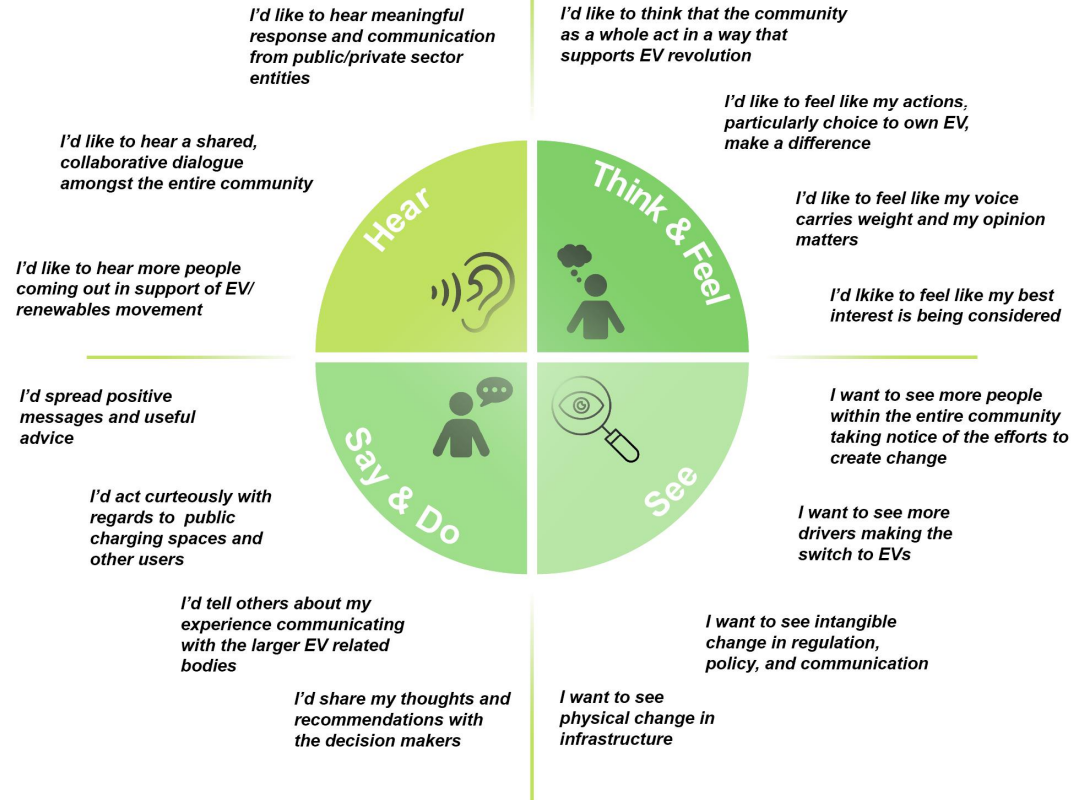 I'd like to hear meaningful
response and communication
from public/private sector
entities
I'd like to hear a shared,
collaborative dialogue
amongst the entire community
I'd like to hear more people
coming out in support of EV/
renewables movement
Hear
I'd like to think that the community
as a whole act in a way that
supports EV revolution
I'd like to feel like my actions,
particularly choice to own EV,
make a difference
I'd like to feel like my voice
carries weight and my opinion
matters
I'd lkike to feel like my best
interest is being considered
Think & Feel
I'd spread positive
messages and useful
advice
I'd act curteously with
regards to public
charging spaces and
other users
I'd tell others about my
experience communicating
with the larger EV related
bodies
I'd share my thoughts and
recommendations with
the decision makers
Say & Do
I want to see more people
within the entire community
taking notice of the efforts to
create change
I want to see more
drivers making the
switch to EVs
I want to see intangible
change in regulation,
policy, and communication
I want to see
physical change in
infrastructure
See